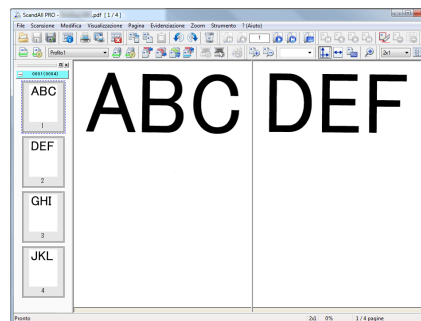 ScandAll PRO - .pdf [ 1 / 4 ]
File Scansione Modifica Visualizzazione Pagina Evidenziazione Zoom Strumento ?(Aiuto)
1
Profilo1 2x1
0001(0004)
ABC
1
DEF
2
GHI
3
JKL
4
ABC DEF
Pronto 2x1 0% 1 / 4 pagine